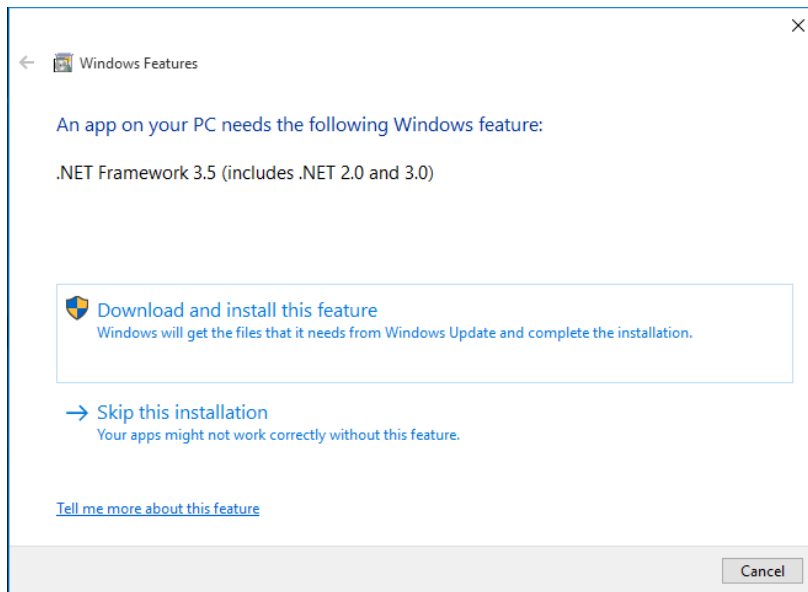 Windows Features
An app on your PC needs the following Windows feature:
.NET Framework 3.5 (includes .NET 2.0 and 3.0)
Download and install this feature
Windows will get the files that it needs from Windows Update and complete the installation.
Skip this installation
Your apps might not work correctly without this feature.
Tell me more about this feature
Cancel